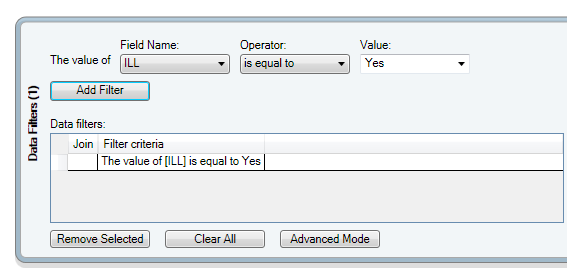 Field Name: Operator: Value:
The value of ILL is equal to Yes
Add Filter
Data Filters (1)
Data filters:
Join Filter criteria
The value of [ILL] is equal to Yes
Remove Selected Clear All Advanced Mode